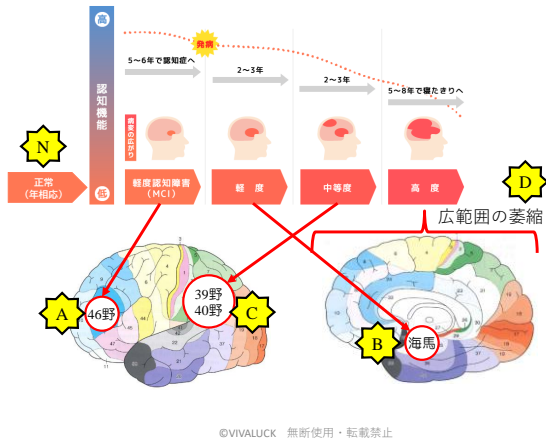 高
発病
5〜6年で認知症へ
2〜3年
2〜3年
5〜8年で寝たきりへ
認知機能
病変の広がり
N
低
正常
(年相応)
軽度認知障害
(MCI)
軽 度
中等度
高 度
D
広範囲の萎縮
A
46野
39野
40野
C
B
海馬
©VIVALUCK 無断使用・転載禁止